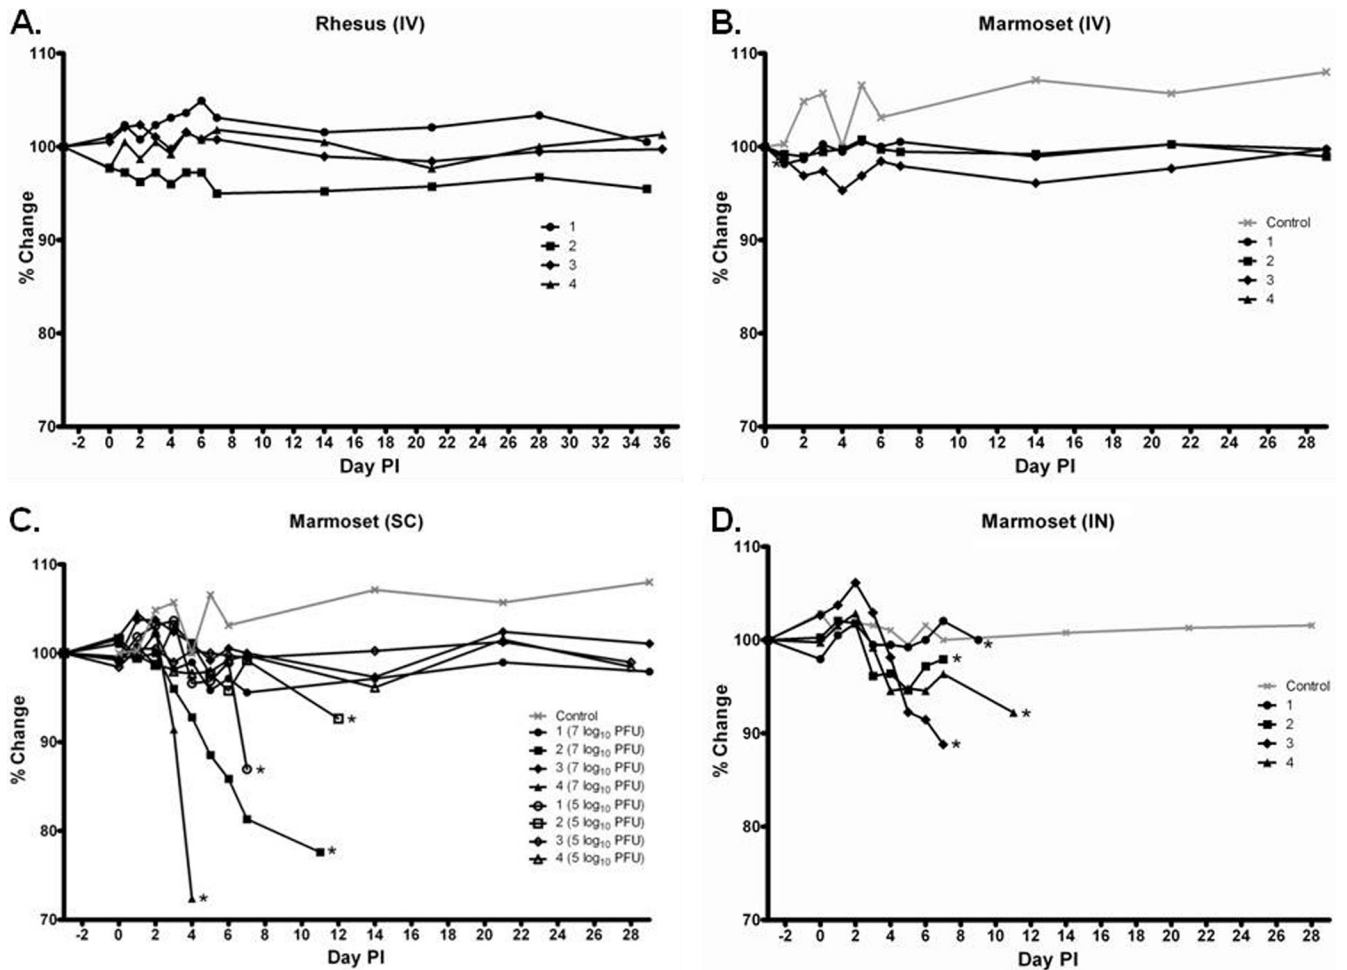 A.
Rhesus (IV)
110
100
90
80
70
% Change
-2 0 2 4 6 8 10 12 14 16 18 20 22 24 26 28 30 32 34 36
Day PI
1
2
3
4
B.
Marmoset (IV)
110
100
90
80
70
% Change
*
0 2 4 6 8 10 12 14 16 18 20 22 24 26 28
Day PI
Control
1
2
3
4
C.
Marmoset (SC)
110
100
90
80
70
% Change
*
*
*
*
-2 0 2 4 6 8 10 12 14 16 18 20 22 24 26 28
Day PI
Control
1 (7 log10 PFU)
2 (7 log10 PFU)
3 (7 log10 PFU)
4 (7 log10 PFU)
1 (5 log10 PFU)
2 (5 log10 PFU)
3 (5 log10 PFU)
4 (5 log10 PFU)
D.
Marmoset (IN)
110
100
90
80
70
% Change
*
*
*
*
-2 0 2 4 6 8 10 12 14 16 18 20 22 24 26 28
Day PI
Control
1
2
3
4